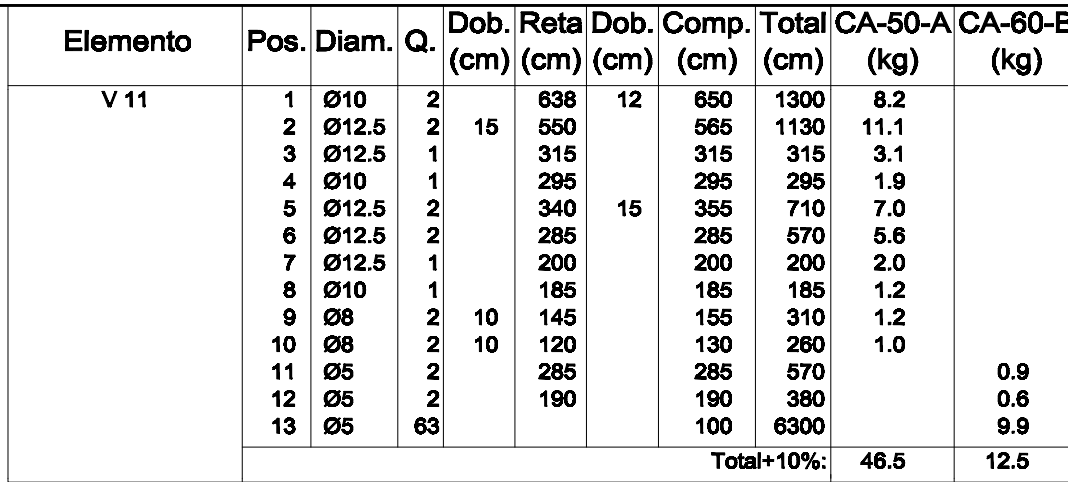 Elemento Pos. Diam. Q. Dob. (cm) Reta (cm) Dob. (cm) Comp. (cm) Total (cm) CA-50-A (kg) CA-60-B (kg)
V 11 1 Ø10 2 638 12 650 1300 8.2
2 Ø12.5 2 15 550 565 1130 11.1
3 Ø12.5 1 315 315 315 3.1
4 Ø10 1 295 295 295 1.9
5 Ø12.5 2 340 15 355 710 7.0
6 Ø12.5 2 285 285 570 5.6
7 Ø12.5 1 200 200 200 2.0
8 Ø10 1 185 185 185 1.2
9 Ø8 2 10 145 155 310 1.2
10 Ø8 2 10 120 130 260 1.0
11 Ø5 2 285 285 570 0.9
12 Ø5 2 190 190 380 0.6
13 Ø5 63 100 6300 9.9
Total+10%: 46.5 12.5